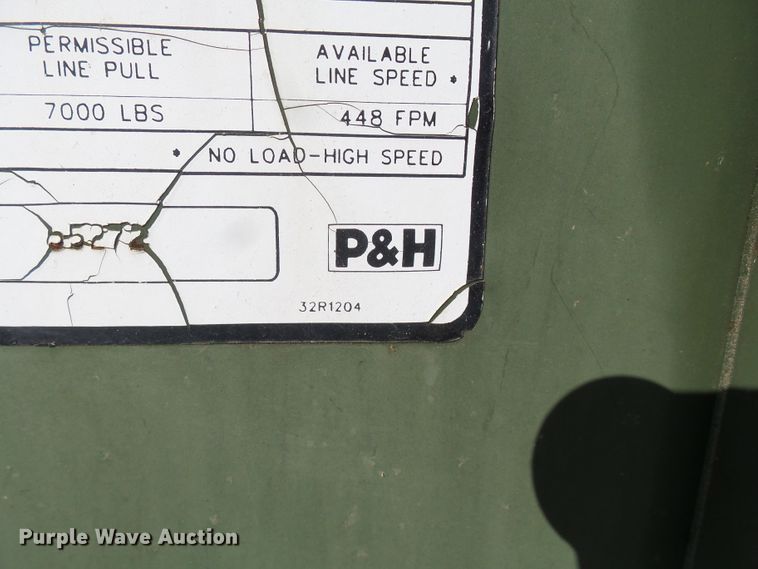 PERMISSIBLE
LINE PULL
AVAILABLE
LINE SPEED *
7000 LBS
448 FPM
* NO LOAD-HIGH SPEED
P&H
32R1204
Purple Wave Auction